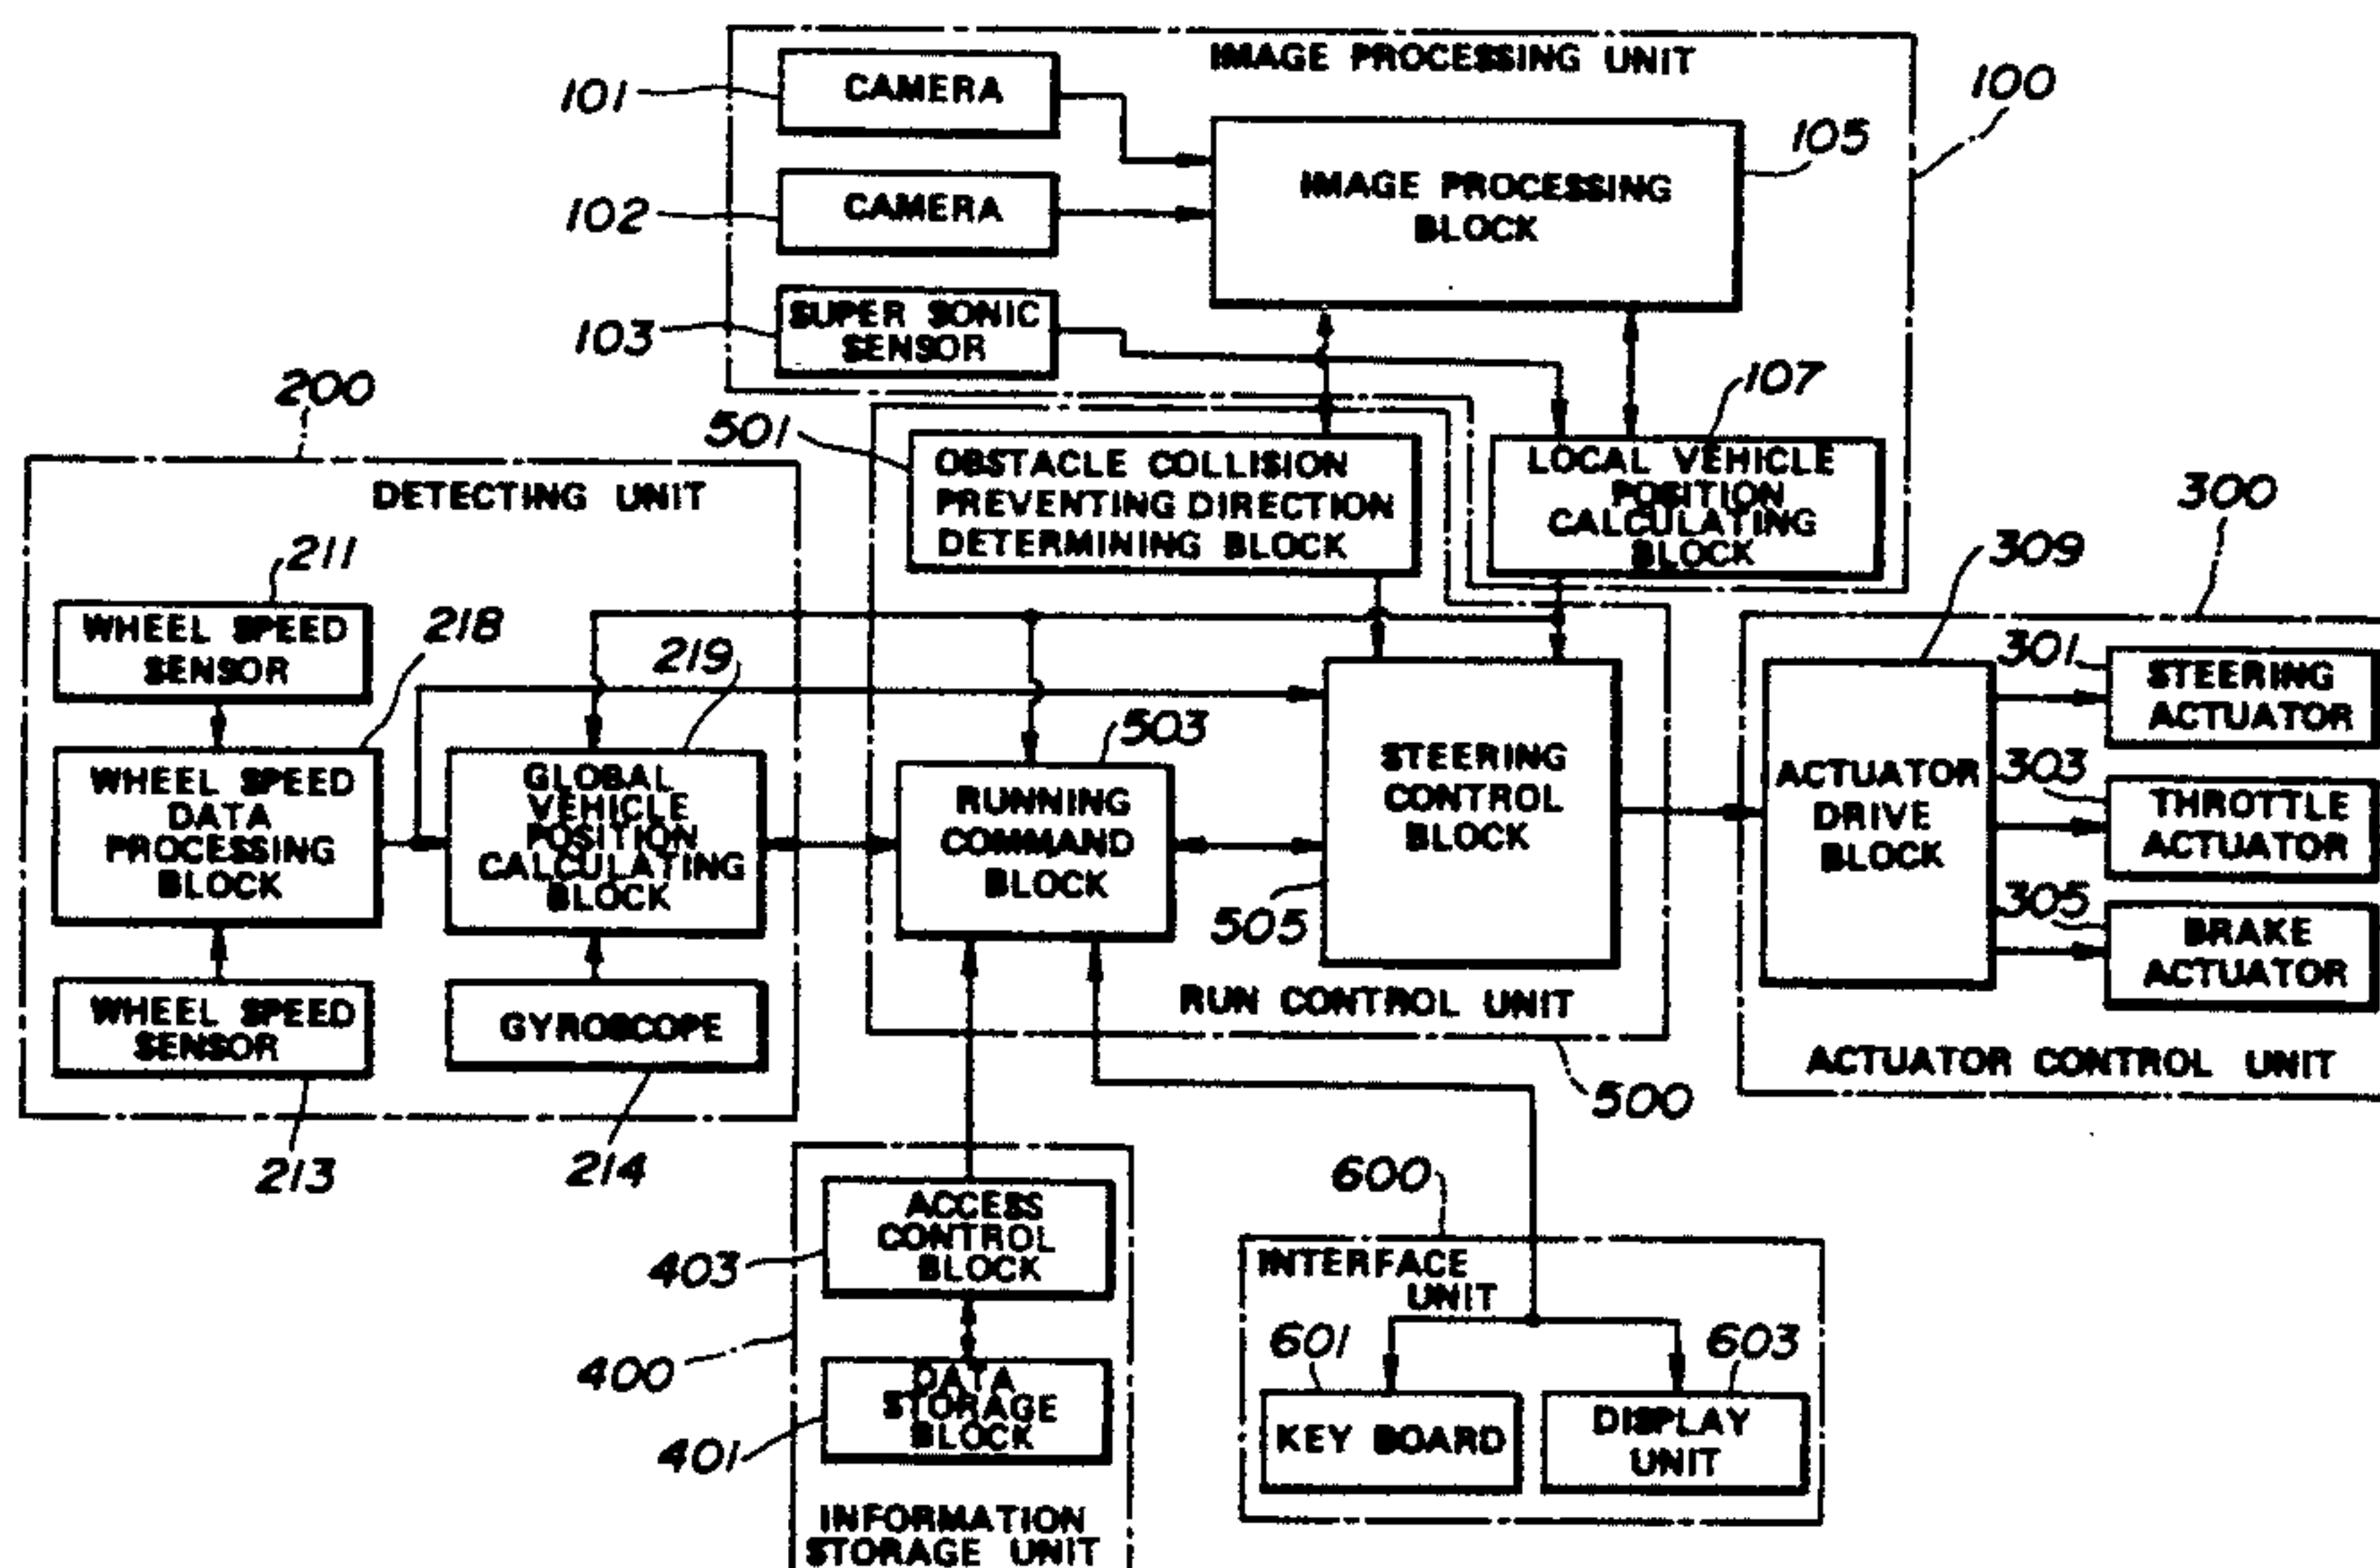 IMAGE PROCESSING UNIT
100
101
CAMERA
105
IMAGE PROCESSING
BLOCK
102
CAMERA
103
SUPER SONIC
SENSOR
107
LOCAL VEHICLE
POSITION
CALCULATING
BLOCK
200
DETECTING UNIT
211
WHEEL SPEED
SENSOR
218
WHEEL SPEED
DATA
PROCESSING
BLOCK
219
GLOBAL
VEHICLE
POSITION
CALCULATING
BLOCK
WHEEL SPEED
SENSOR
213
GYROSCOPE
214
501
OBSTACLE COLLISION
PREVENTING DIRECTION
DETERMINING BLOCK
503
RUNNING
COMMAND
BLOCK
505
STEERING
CONTROL
BLOCK
RUN CONTROL UNIT
500
300
309
ACTUATOR
DRIVE
BLOCK
301
STEERING
ACTUATOR
303
THROTTLE
ACTUATOR
305
BRAKE
ACTUATOR
ACTUATOR CONTROL UNIT
403
ACCESS
CONTROL
BLOCK
400
401
DATA
STORAGE
BLOCK
INFORMATION
STORAGE UNIT
600
INTERFACE
UNIT
601
KEY BOARD
603
DISPLAY
UNIT